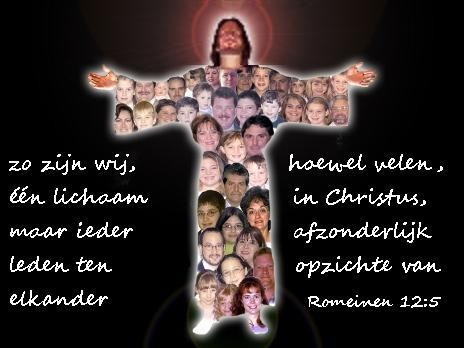 zo zijn wij, hoewel velen,
één lichaam in Christus,
maar ieder afzonderlijk
leden ten opzichte van
elkander Romeinen 12:5